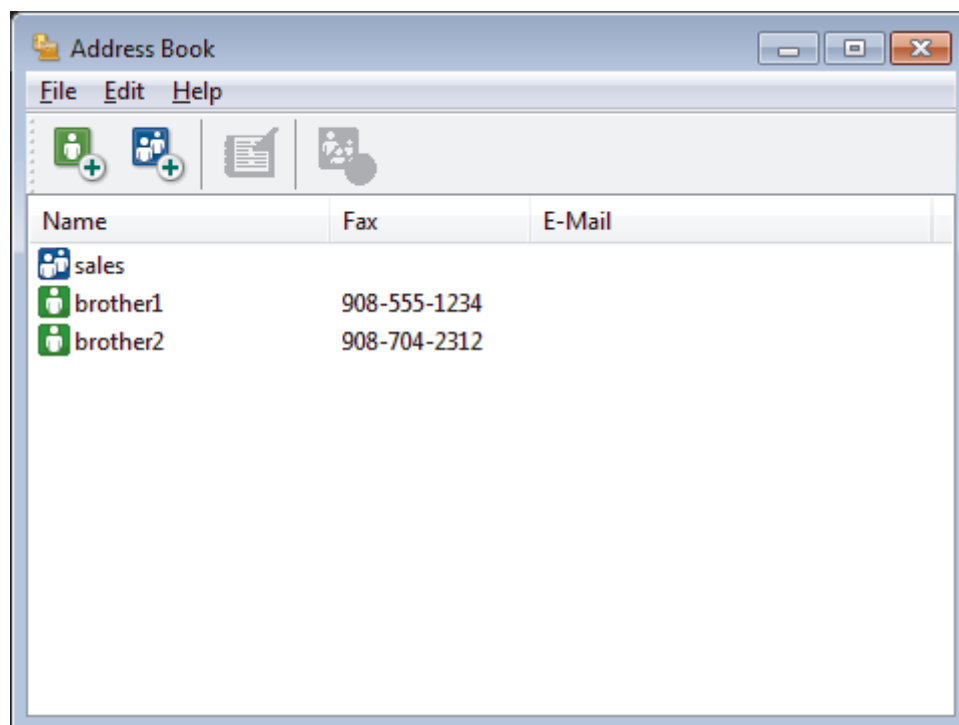 Address Book
File Edit Help
Name Fax E-Mail
sales
brother1 908-555-1234
brother2 908-704-2312